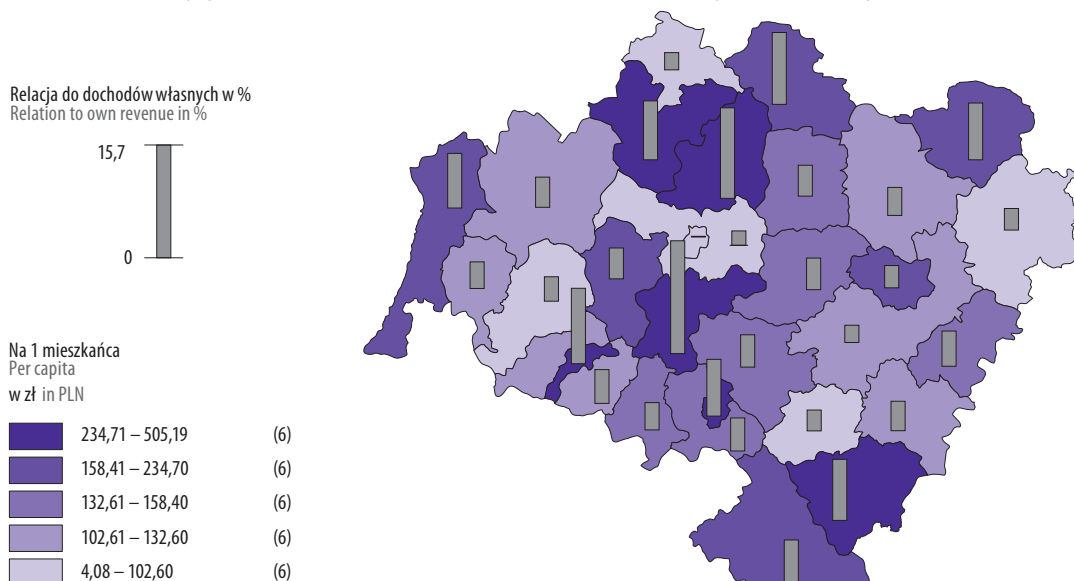 Relacja do dochodów własnych w %
Relation to own revenue in %
15,7
0
Na 1 mieszkańca
Per capita
w zł in PLN
234,71 – 505,19 (6)
158,41 – 234,70 (6)
132,61 – 158,40 (6)
102,61 – 132,60 (6)
4,08 – 102,60 (6)